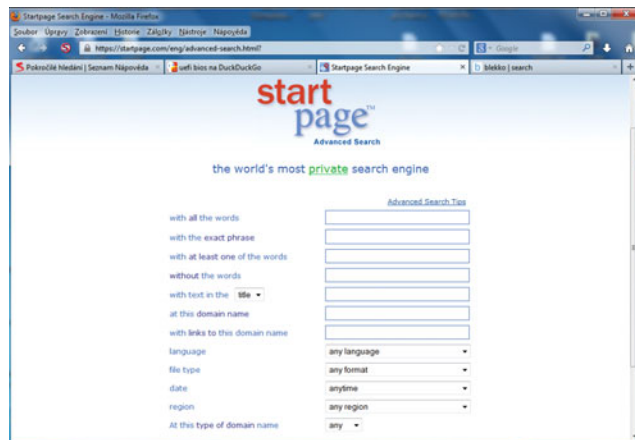 Startpage Search Engine - Mozilla Firefox
Soubor Úpravy Zobrazení Historie Záložky Nástroje Nápověda
https://startpage.com/eng/advanced-search.html?
Google
Pokročilé hledání | Seznam Nápověda
uefi bios na DuckDuckGo
Startpage Search Engine
blekko | search
start
page™
Advanced Search
the world's most private search engine
Advanced Search Tips
with all the words
with the exact phrase
with at least one of the words
without the words
with text in the title
at this domain name
with links to this domain name
language any language
file type any format
date anytime
region any region
At this type of domain name any